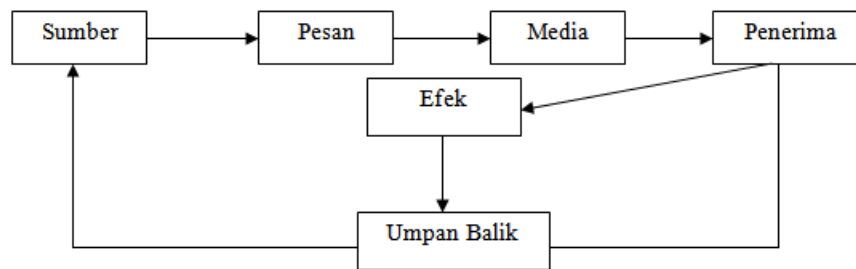 Sumber
Pesan
Media
Penerima
Efek
Umpan Balik